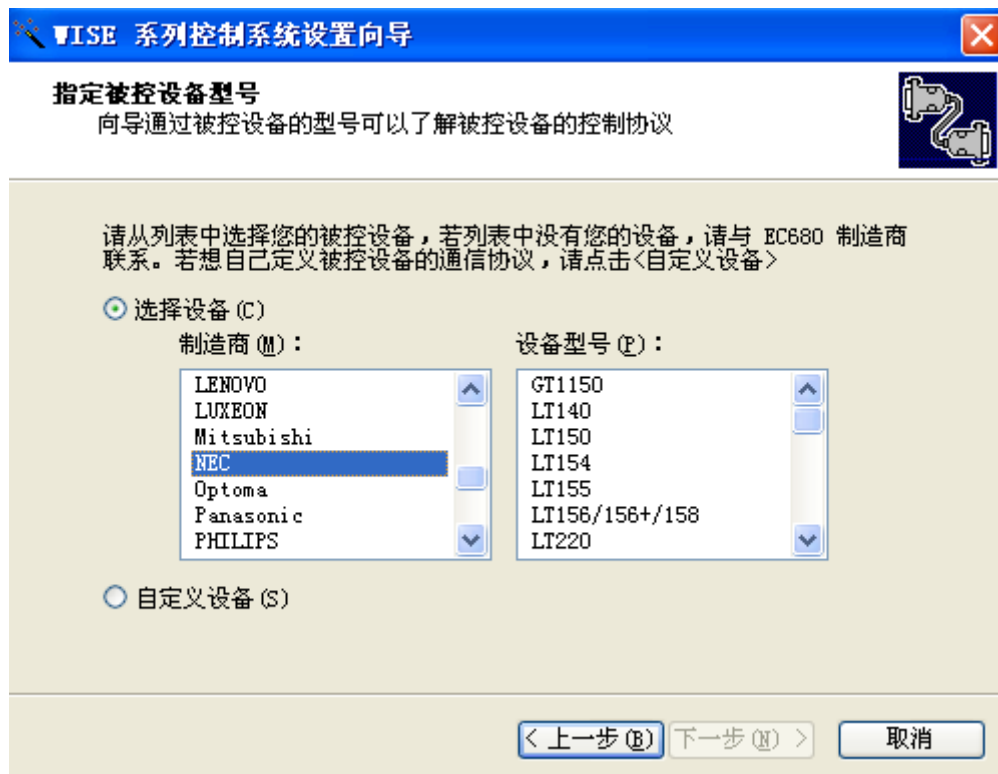 WISE 系列控制系统设置向导
指定被控设备型号
向导通过被控设备的型号可以了解被控设备的控制协议
请从列表中选择您的被控设备，若列表中没有您的设备，请与 EC680 制造商
联系。若想自己定义被控设备的通信协议，请点击<自定义设备>
选择设备(C)
制造商(M)：
设备型号(P)：
LENOVO
LUXEON
Mitsubishi
NEC
Optoma
Panasonic
PHILIPS
GT1150
LT140
LT150
LT154
LT155
LT156/156+/158
LT220
自定义设备(S)
< 上一步(B)
下一步(N) >
取消